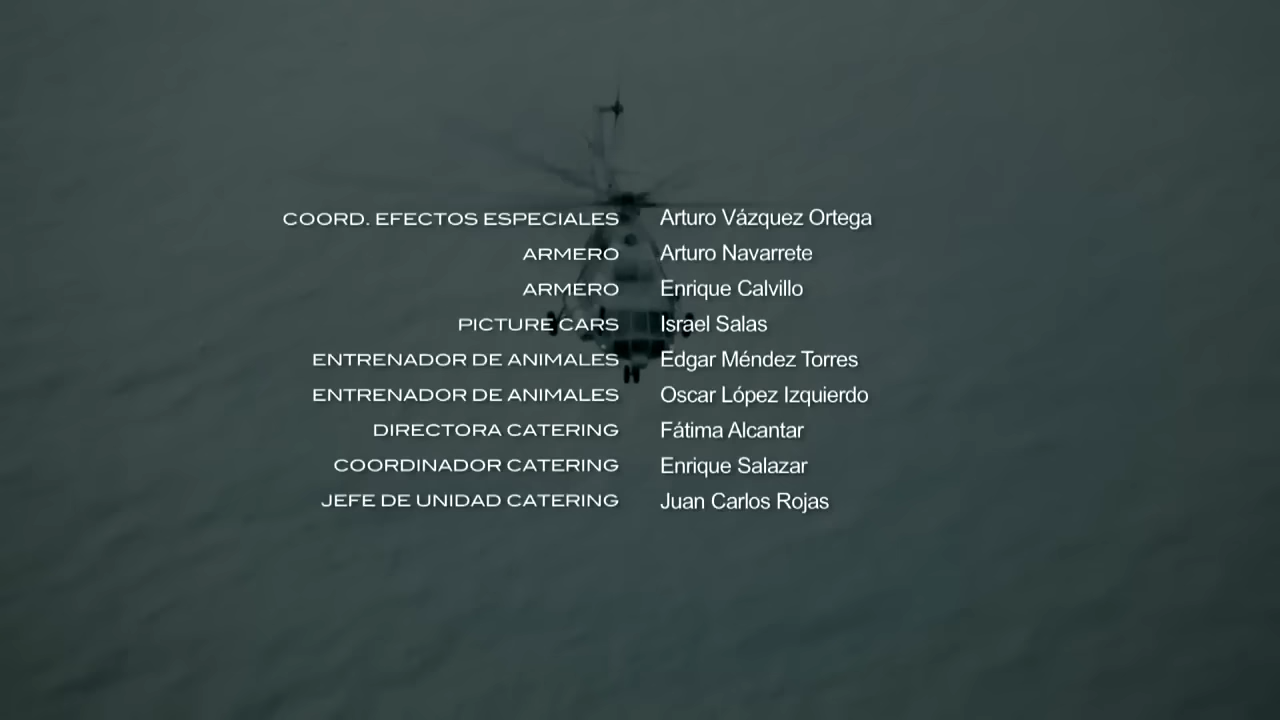 COORD. EFECTOS ESPECIALES Arturo Vázquez Ortega
ARMERO Arturo Navarrete
ARMERO Enrique Calvillo
PICTURE CARS Israel Salas
ENTRENADOR DE ANIMALES Edgar Méndez Torres
ENTRENADOR DE ANIMALES Oscar López Izquierdo
DIRECTORA CATERING Fátima Alcantar
COORDINADOR CATERING Enrique Salazar
JEFE DE UNIDAD CATERING Juan Carlos Rojas